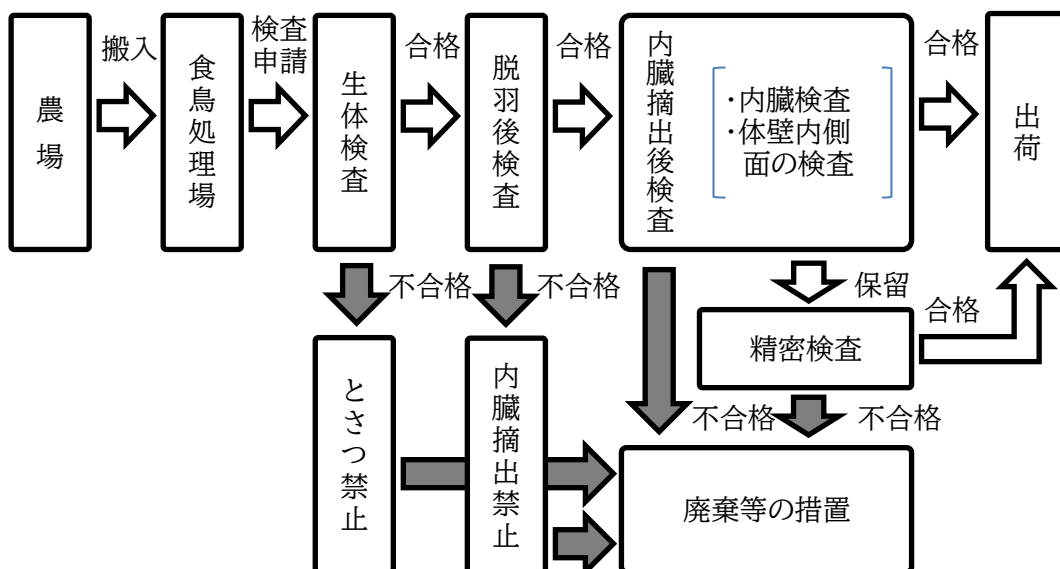 農場
搬入
食鳥処理場
検査
申請
生体検査
合格
脱羽後検査
合格
内臓摘出後検査
・内臓検査
・体壁内側
面の検査
合格
出荷
不合格
不合格
保留
合格
精密検査
不合格
不合格
とさつ禁止
内臓摘出禁止
廃棄等の措置